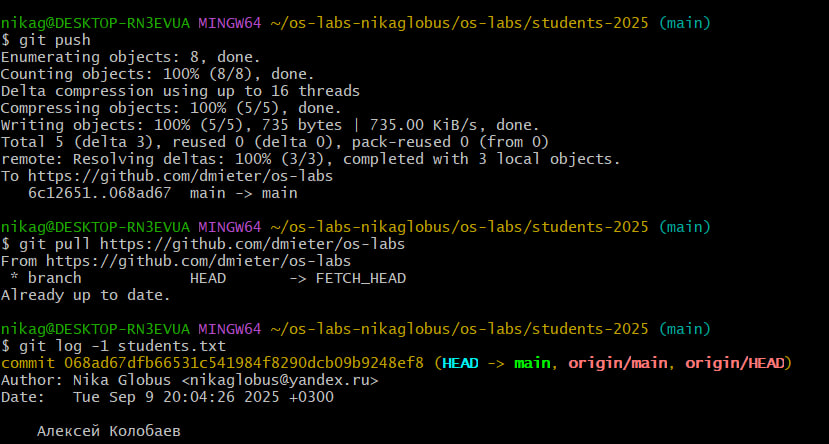 nikag@DESKTOP-RN3EVUA MINGW64 ~/os-labs-nikaglobus/os-labs/students-2025 (main)
$ git push
Enumerating objects: 8, done.
Counting objects: 100% (8/8), done.
Delta compression using up to 16 threads
Compressing objects: 100% (5/5), done.
Writing objects: 100% (5/5), 735 bytes | 735.00 KiB/s, done.
Total 5 (delta 3), reused 0 (delta 0), pack-reused 0 (from 0)
remote: Resolving deltas: 100% (3/3), completed with 3 local objects.
To https://github.com/dmieter/os-labs
   6c12651..068ad67  main -> main
nikag@DESKTOP-RN3EVUA MINGW64 ~/os-labs-nikaglobus/os-labs/students-2025 (main)
$ git pull https://github.com/dmieter/os-labs
From https://github.com/dmieter/os-labs
 * branch            HEAD       -> FETCH_HEAD
Already up to date.
nikag@DESKTOP-RN3EVUA MINGW64 ~/os-labs-nikaglobus/os-labs/students-2025 (main)
$ git log -1 students.txt
commit 068ad67dfb66531c541984f8290dcb09b9248ef8 (HEAD -> main, origin/main, origin/HEAD)
Author: Nika Globus <nikaglobus@yandex.ru>
Date:   Tue Sep 9 20:04:26 2025 +0300
    Алексей Колобаев